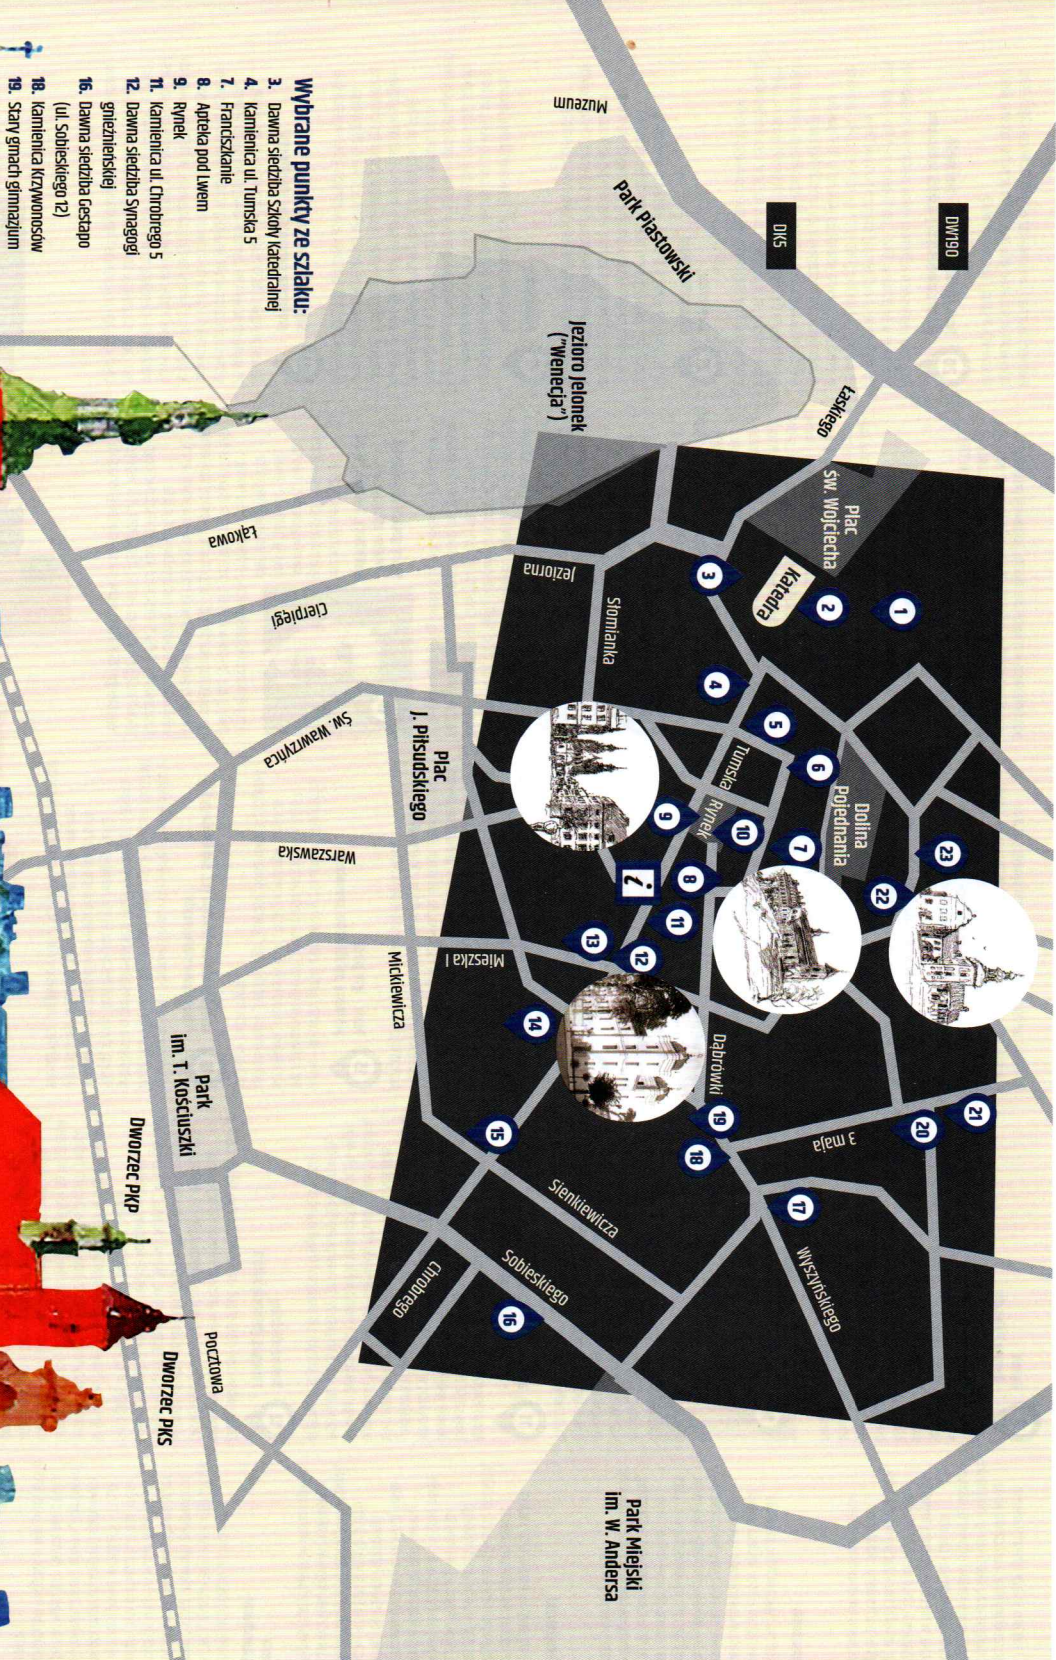 Wybrane punkty ze szlaku:
3. Dawna siedziba Szkoły Katedralnej
4. Kamienica ul. Tumska 5
7. Franciszkanie
8. Apteka pod Lwem
9. Rynek
11. Kamienica ul. Chrobrego 5
12. Dawna siedziba Synagogi
gnieźnieńskiej
16. Dawna siedziba Gestapo
(ul. Sobieskiego 12)
18. Kamienica Krzywonosów
19. Stary gmach gimnazjum
Muzeum
Park Piastowski
DK5
DW190
Jezioro Jelonek
("Wenecja")
Łaskiego
Plac
św. Wojciecha
Katedra
1
2
3
4
5
6
7
8
9
10
11
12
13
14
15
16
17
18
19
20
21
22
23
i
Łąkowa
Cierpięgi
Jeziorna
Słomianka
Św. Wawrzyńca
Plac
J. Piłsudskiego
Tumska
Rynek
Dolina
Pojednania
Warszawska
Mickiewicza
Mieszka I
Dąbrówki
3 maja
Park
im. T. Kościuszki
Sienkiewicza
Sobieskiego
Chrobrego
Wyszyńskiego
Dworzec PKP
Pocztowa
Dworzec PKS
Park Miejski
im. W. Andersa